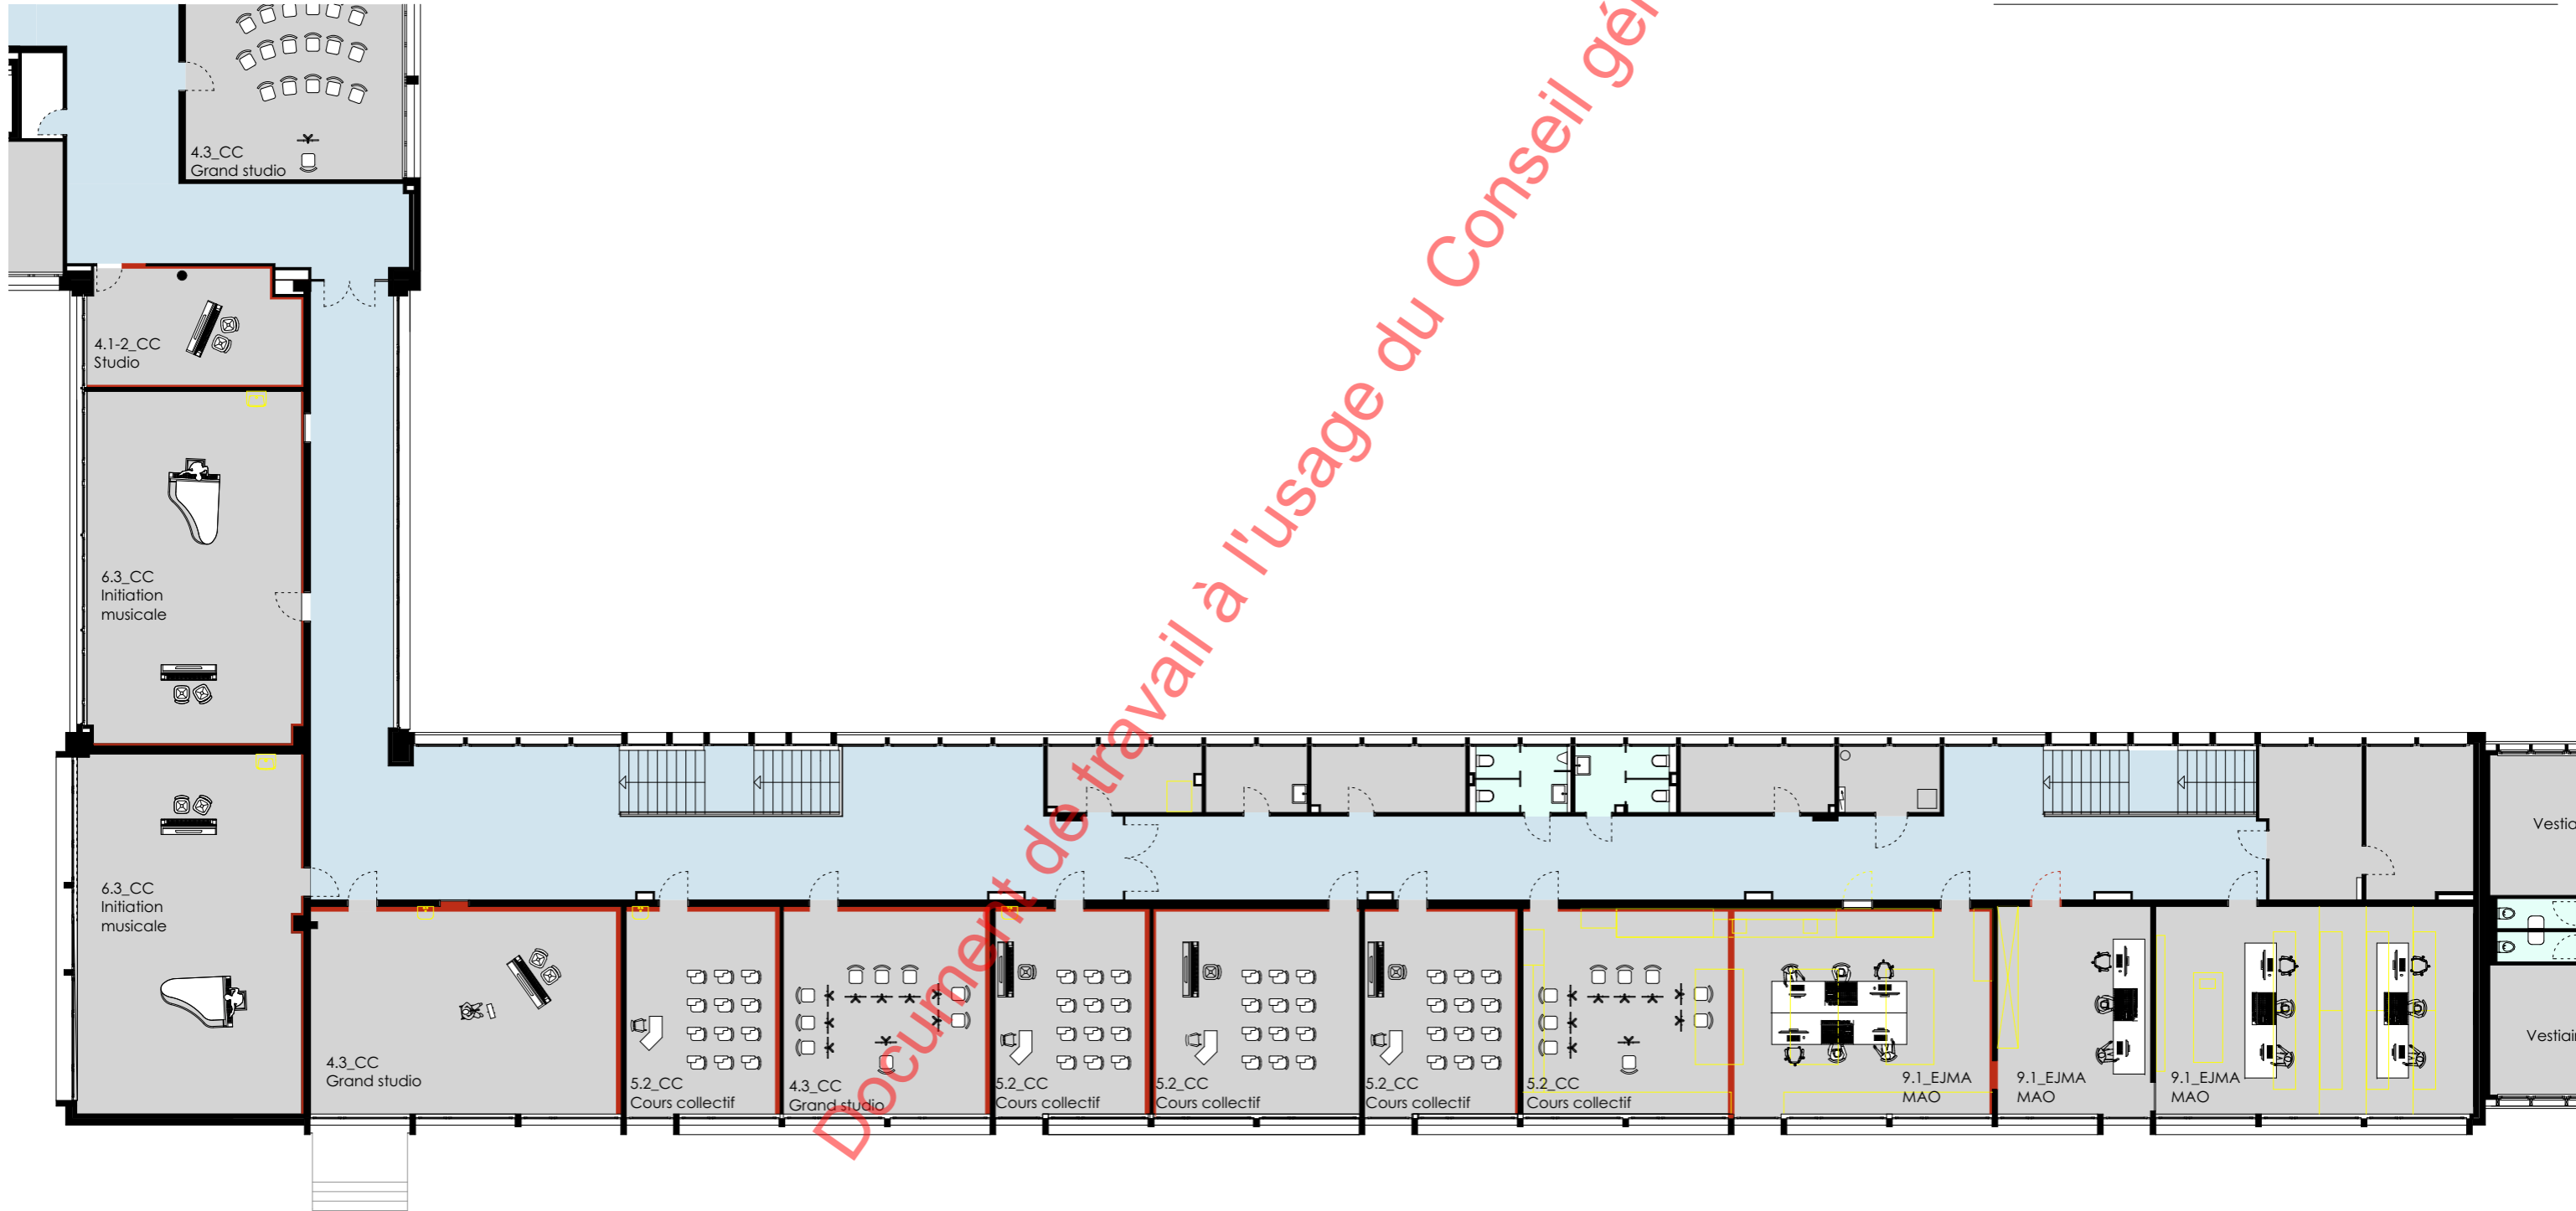 4.3_CC
Grand studio
4.1-2_CC
Studio
6.3_CC
Initiation
musicale
6.3_CC
Initiation
musicale
4.3_CC
Grand studio
5.2_CC
Cours collectif
4.3_CC
Grand studio
5.2_CC
Cours collectif
5.2_CC
Cours collectif
5.2_CC
Cours collectif
5.2_CC
Cours collectif
9.1_EJMA
MAO
9.1_EJMA
MAO
9.1_EJMA
MAO
Vestia
Vestiai
Document de travail à l'usage du Conseil gé